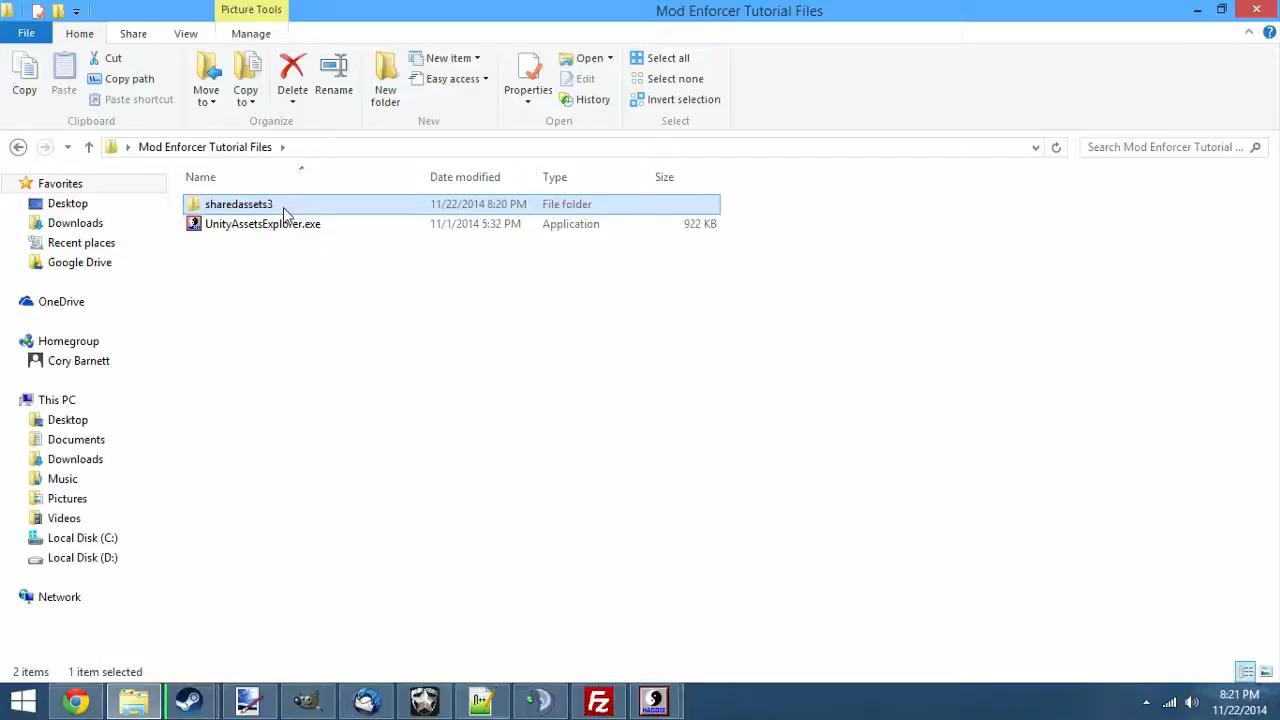 Picture Tools
Mod Enforcer Tutorial Files
File
Home
Share
View
Manage
Copy
Paste
Cut
Copy path
Paste shortcut
Clipboard
Move to
Copy to
Delete
Rename
Organize
New folder
New item
Easy access
New
Properties
Open
Edit
History
Open
Select all
Select none
Invert selection
Select
Mod Enforcer Tutorial Files
Search Mod Enforcer Tutorial ...
Name
Date modified
Type
Size
sharedassets3
11/22/2014 8:20 PM
File folder
UnityAssetsExplorer.exe
11/1/2014 5:32 PM
Application
922 KB
Favorites
Desktop
Downloads
Recent places
Google Drive
OneDrive
Homegroup
Cory Barnett
This PC
Desktop
Documents
Downloads
Music
Pictures
Videos
Local Disk (C:)
Local Disk (D:)
Network
2 items
1 item selected
8:21 PM
11/22/2014